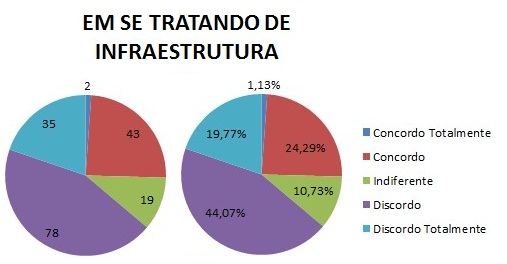 EM SE TRATANDO DE
INFRAESTRUTURA
2
43
19
78
35
1,13%
24,29%
10,73%
44,07%
19,77%
Concordo Totalmente
Concordo
Indiferente
Discordo
Discordo Totalmente